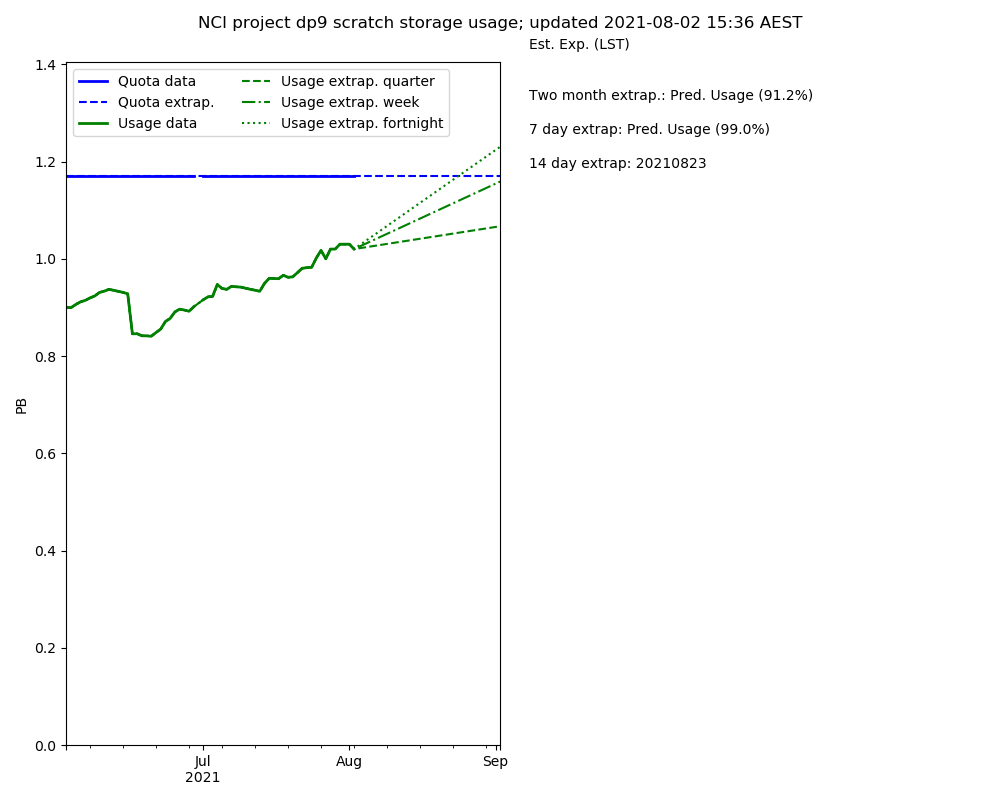 NCI project dp9 scratch storage usage; updated 2021-08-02 15:36 AEST
Est. Exp. (LST)
Two month extrap.: Pred. Usage (91.2%)
7 day extrap: Pred. Usage (99.0%)
14 day extrap: 20210823
Quota data
Quota extrap.
Usage data
Usage extrap. quarter
Usage extrap. week
Usage extrap. fortnight
1.4
1.2
1.0
0.8
0.6
0.4
0.2
0.0
PB
Jul
2021
Aug
Sep